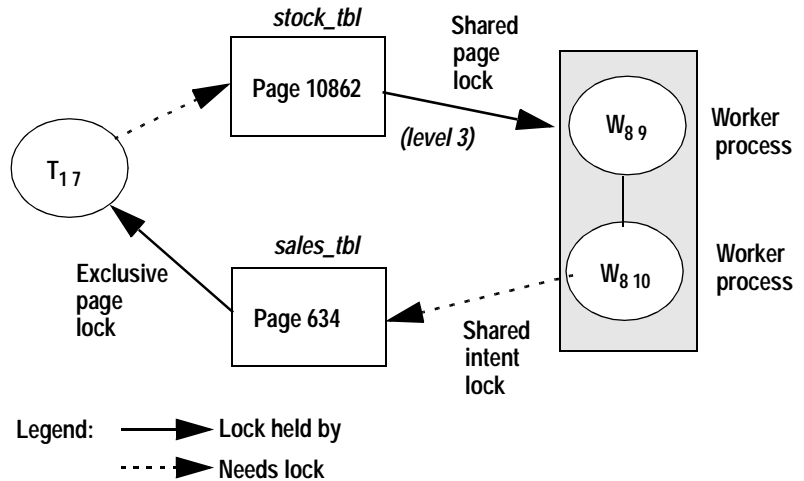 stock_tbl
Page 10862
Shared
page
lock
(level 3)
W8 9
Worker
process
T1 7
sales_tbl
Page 634
Exclusive
page
lock
W8 10
Worker
process
Shared
intent
lock
Legend:
Lock held by
Needs lock